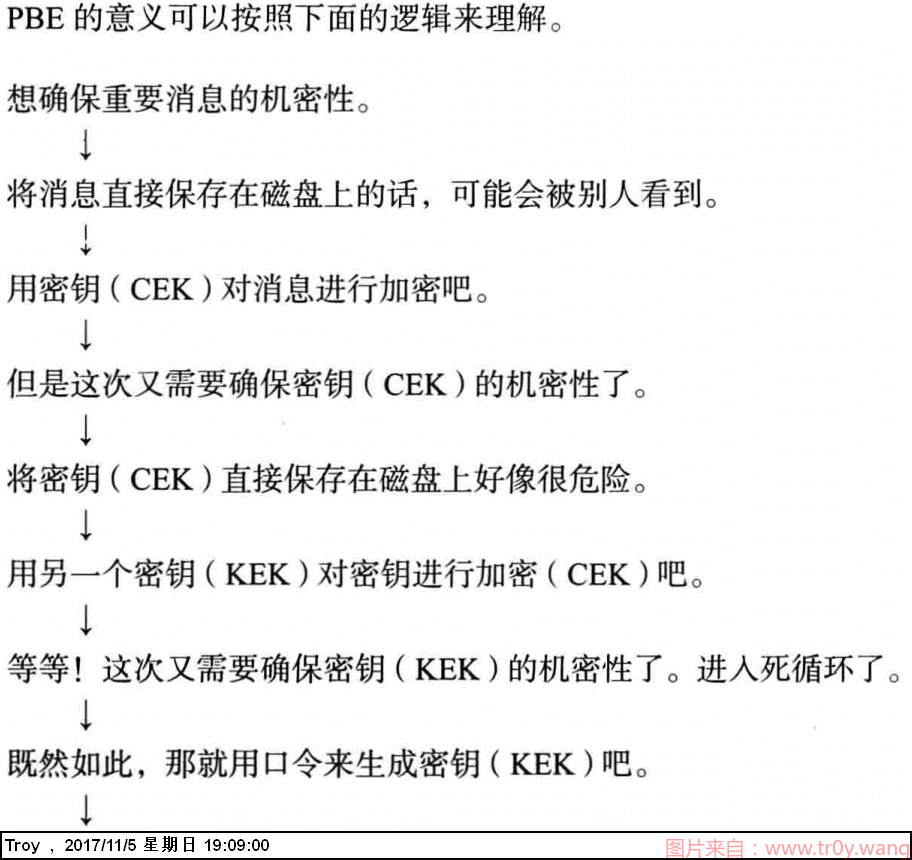 PBE 的意义可以按照下面的逻辑来理解。
想确保重要消息的机密性。
↓
将消息直接保存在磁盘上的话，可能会被别人看到。
↓
用密钥（CEK）对消息进行加密吧。
↓
但是这次又需要确保密钥（CEK）的机密性了。
↓
将密钥（CEK）直接保存在磁盘上好像很危险。
↓
用另一个密钥（KEK）对密钥进行加密（CEK）吧。
↓
等等！这次又需要确保密钥（KEK）的机密性了。进入死循环了。
↓
既然如此，那就用口令来生成密钥（KEK）吧。
↓
Troy , 2017/11/5 星期日 19:09:00 图片来自：www.tr0y.wang